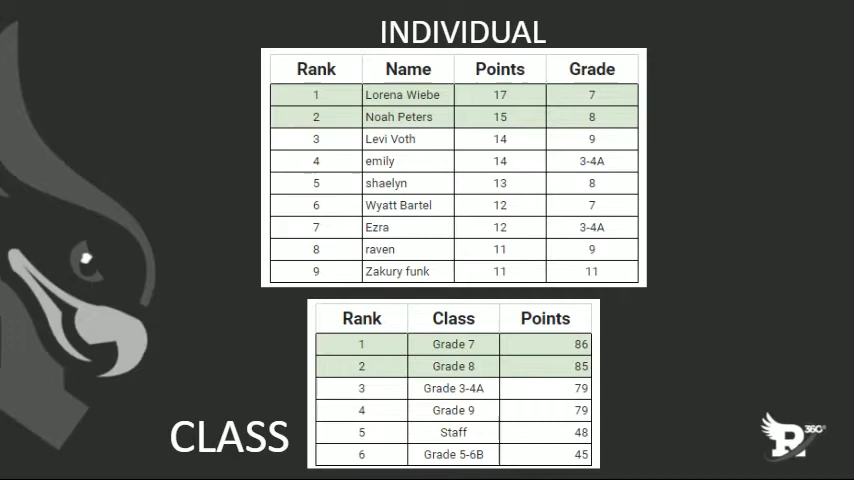 INDIVIDUAL
Rank Name Points Grade
1 Lorena Wiebe 17 7
2 Noah Peters 15 8
3 Levi Voth 14 9
4 emily 14 3-4A
5 shaelyn 13 8
6 Wyatt Bartel 12 7
7 Ezra 12 3-4A
8 raven 11 9
9 Zakury funk 11 11
Rank Class Points
1 Grade 7 86
2 Grade 8 85
3 Grade 3-4A 79
4 Grade 9 79
5 Staff 48
6 Grade 5-6B 45
CLASS
R 360°